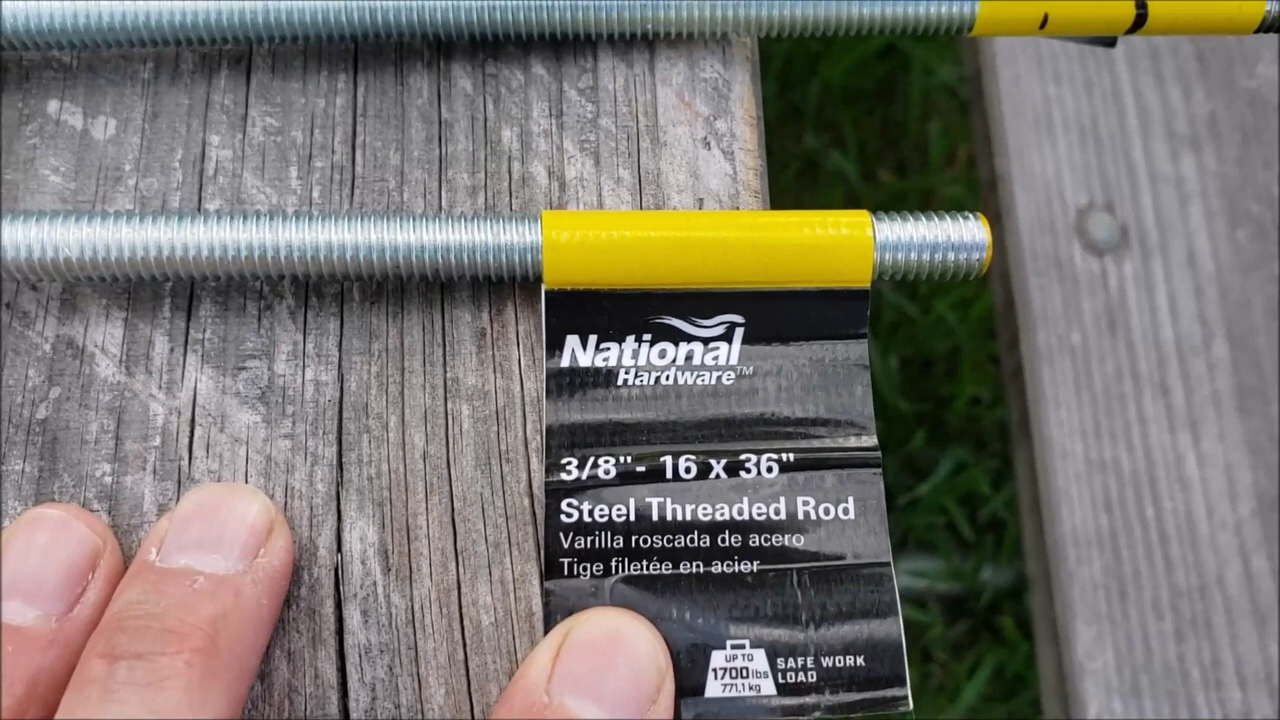 National
Hardware™
3/8"- 16 x 36"
Steel Threaded Rod
Varilla roscada de acero
Tige filetée en acier
UP TO
1700 lbs
771,1 kg
SAFE WORK
LOAD